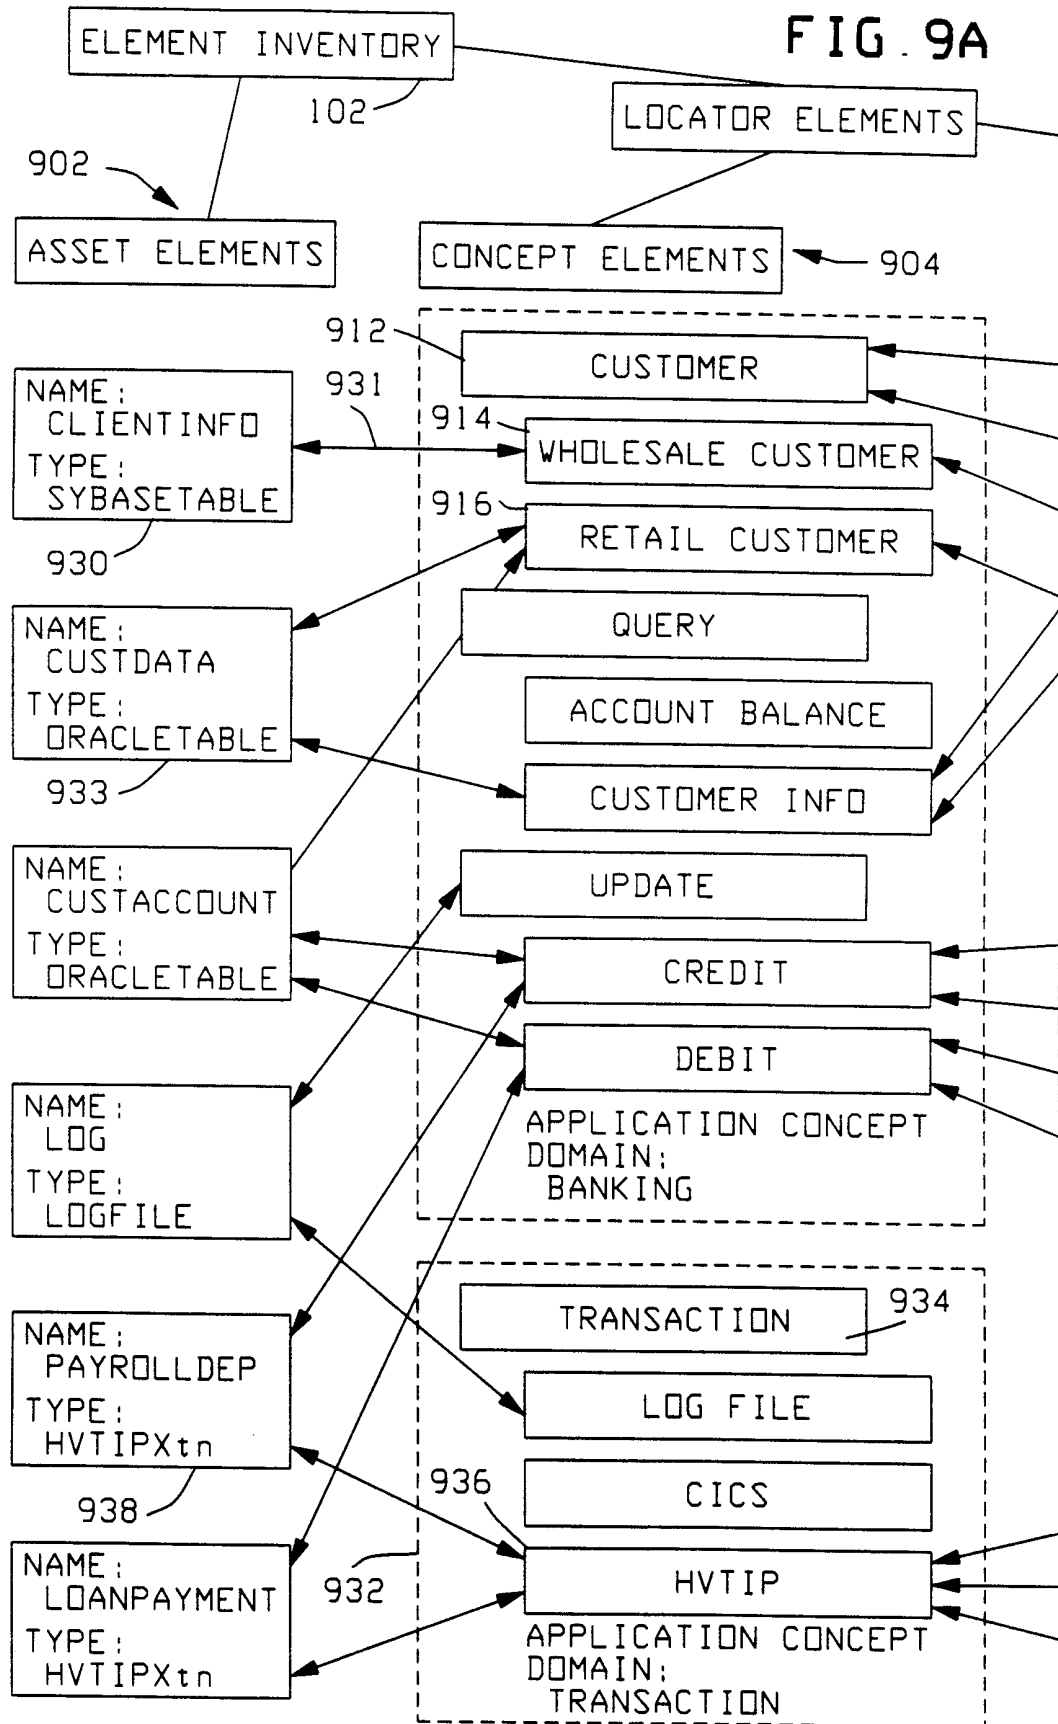 FIG. 9A
ELEMENT INVENTORY
102
LOCATOR ELEMENTS
902
ASSET ELEMENTS
CONCEPT ELEMENTS
904
912
CUSTOMER
NAME:
CLIENTINFO
TYPE:
SYBASETABLE
930
931
914
WHOLESALE CUSTOMER
916
RETAIL CUSTOMER
NAME:
CUSTDATA
TYPE:
ORACLETABLE
933
QUERY
ACCOUNT BALANCE
CUSTOMER INFO
NAME:
CUSTACCOUNT
TYPE:
ORACLETABLE
UPDATE
CREDIT
DEBIT
APPLICATION CONCEPT
DOMAIN:
BANKING
NAME:
LOG
TYPE:
LOGFILE
TRANSACTION
934
NAME:
PAYROLLDEP
TYPE:
HVTIPXtn
938
LOG FILE
CICS
936
HVTIP
932
NAME:
LOANPAYMENT
TYPE:
HVTIPXtn
APPLICATION CONCEPT
DOMAIN:
TRANSACTION